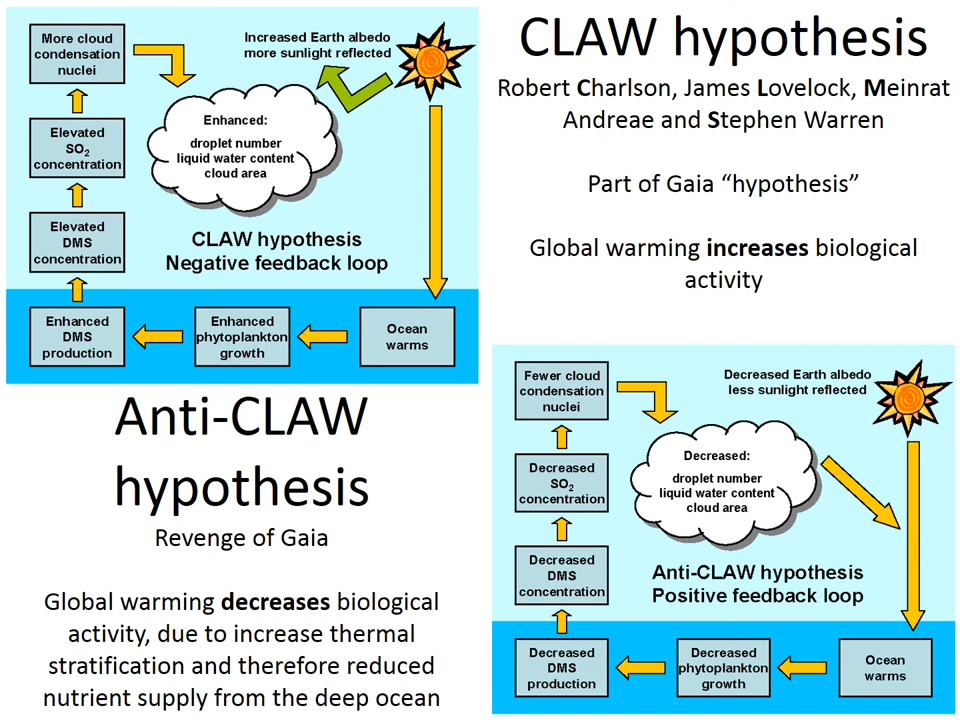 More cloud
condensation
nuclei
Increased Earth albedo
more sunlight reflected
Enhanced:
droplet number
liquid water content
cloud area
Elevated
SO₂
concentration
Elevated
DMS
concentration
CLAW hypothesis
Negative feedback loop
Enhanced
DMS
production
Enhanced
phytoplankton
growth
Ocean
warms
CLAW hypothesis
Robert Charlson, James Lovelock, Meinrat
Andreae and Stephen Warren
Part of Gaia “hypothesis”
Global warming increases biological
activity
Anti-CLAW
hypothesis
Revenge of Gaia
Global warming decreases biological
activity, due to increase thermal
stratification and therefore reduced
nutrient supply from the deep ocean
Fewer cloud
condensation
nuclei
Decreased Earth albedo
less sunlight reflected
Decreased:
droplet number
liquid water content
cloud area
Decreased
SO₂
concentration
Decreased
DMS
concentration
Anti-CLAW hypothesis
Positive feedback loop
Decreased
DMS
production
Decreased
phytoplankton
growth
Ocean
warms